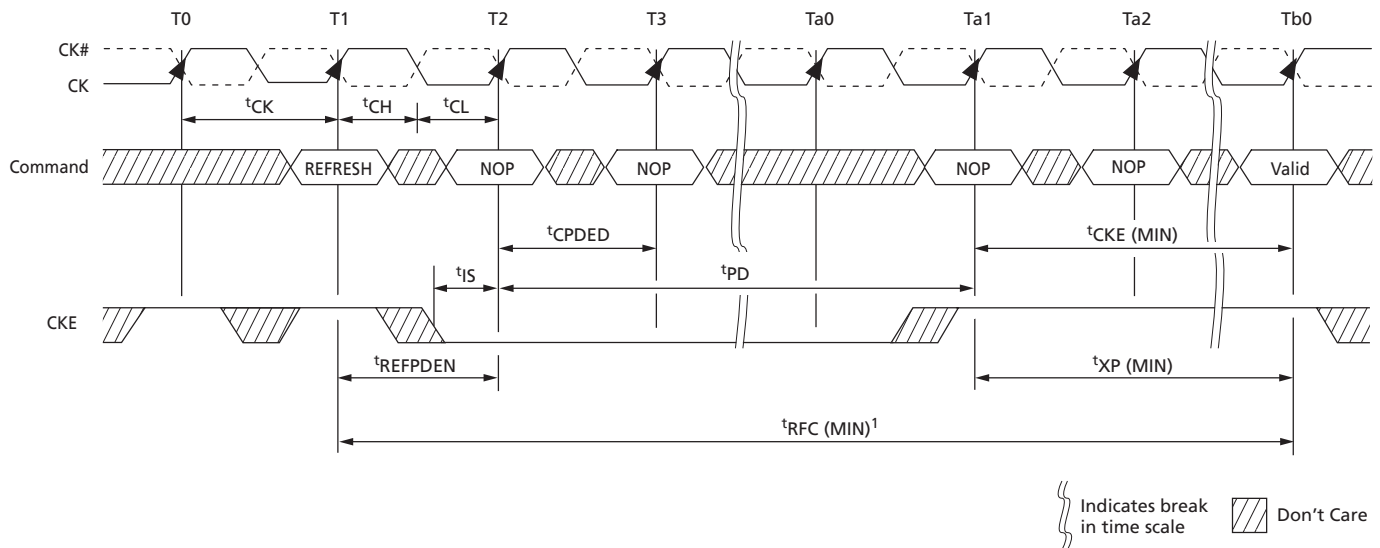 T0 T1 T2 T3 Ta0 Ta1 Ta2 Tb0
CK#
CK
tCK tCH tCL
Command REFRESH NOP NOP NOP NOP Valid
tCPDED tCKE (MIN)
tIS tPD
CKE
tREFPDEN tXP (MIN)
tRFC (MIN)1
Indicates break
in time scale
Don't Care